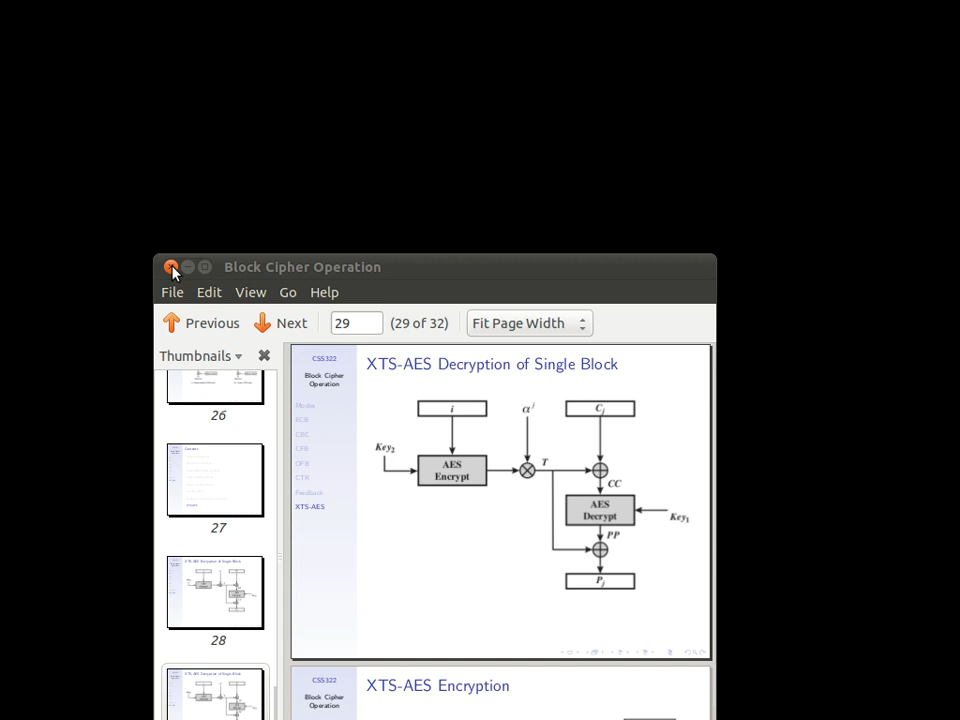 Block Cipher Operation
File Edit View Go Help
Previous Next 29 (29 of 32) Fit Page Width
Thumbnails
26
27
28
CSS322
Block Cipher
Operation
Modes
ECB
CBC
CFB
OFB
CTR
Feedback
XTS-AES
XTS-AES Decryption of Single Block
i
α^j
C_j
Key_2
AES
Encrypt
T
CC
AES
Decrypt
Key_1
PP
P_j
CSS322
Block Cipher
Operation
XTS-AES Encryption